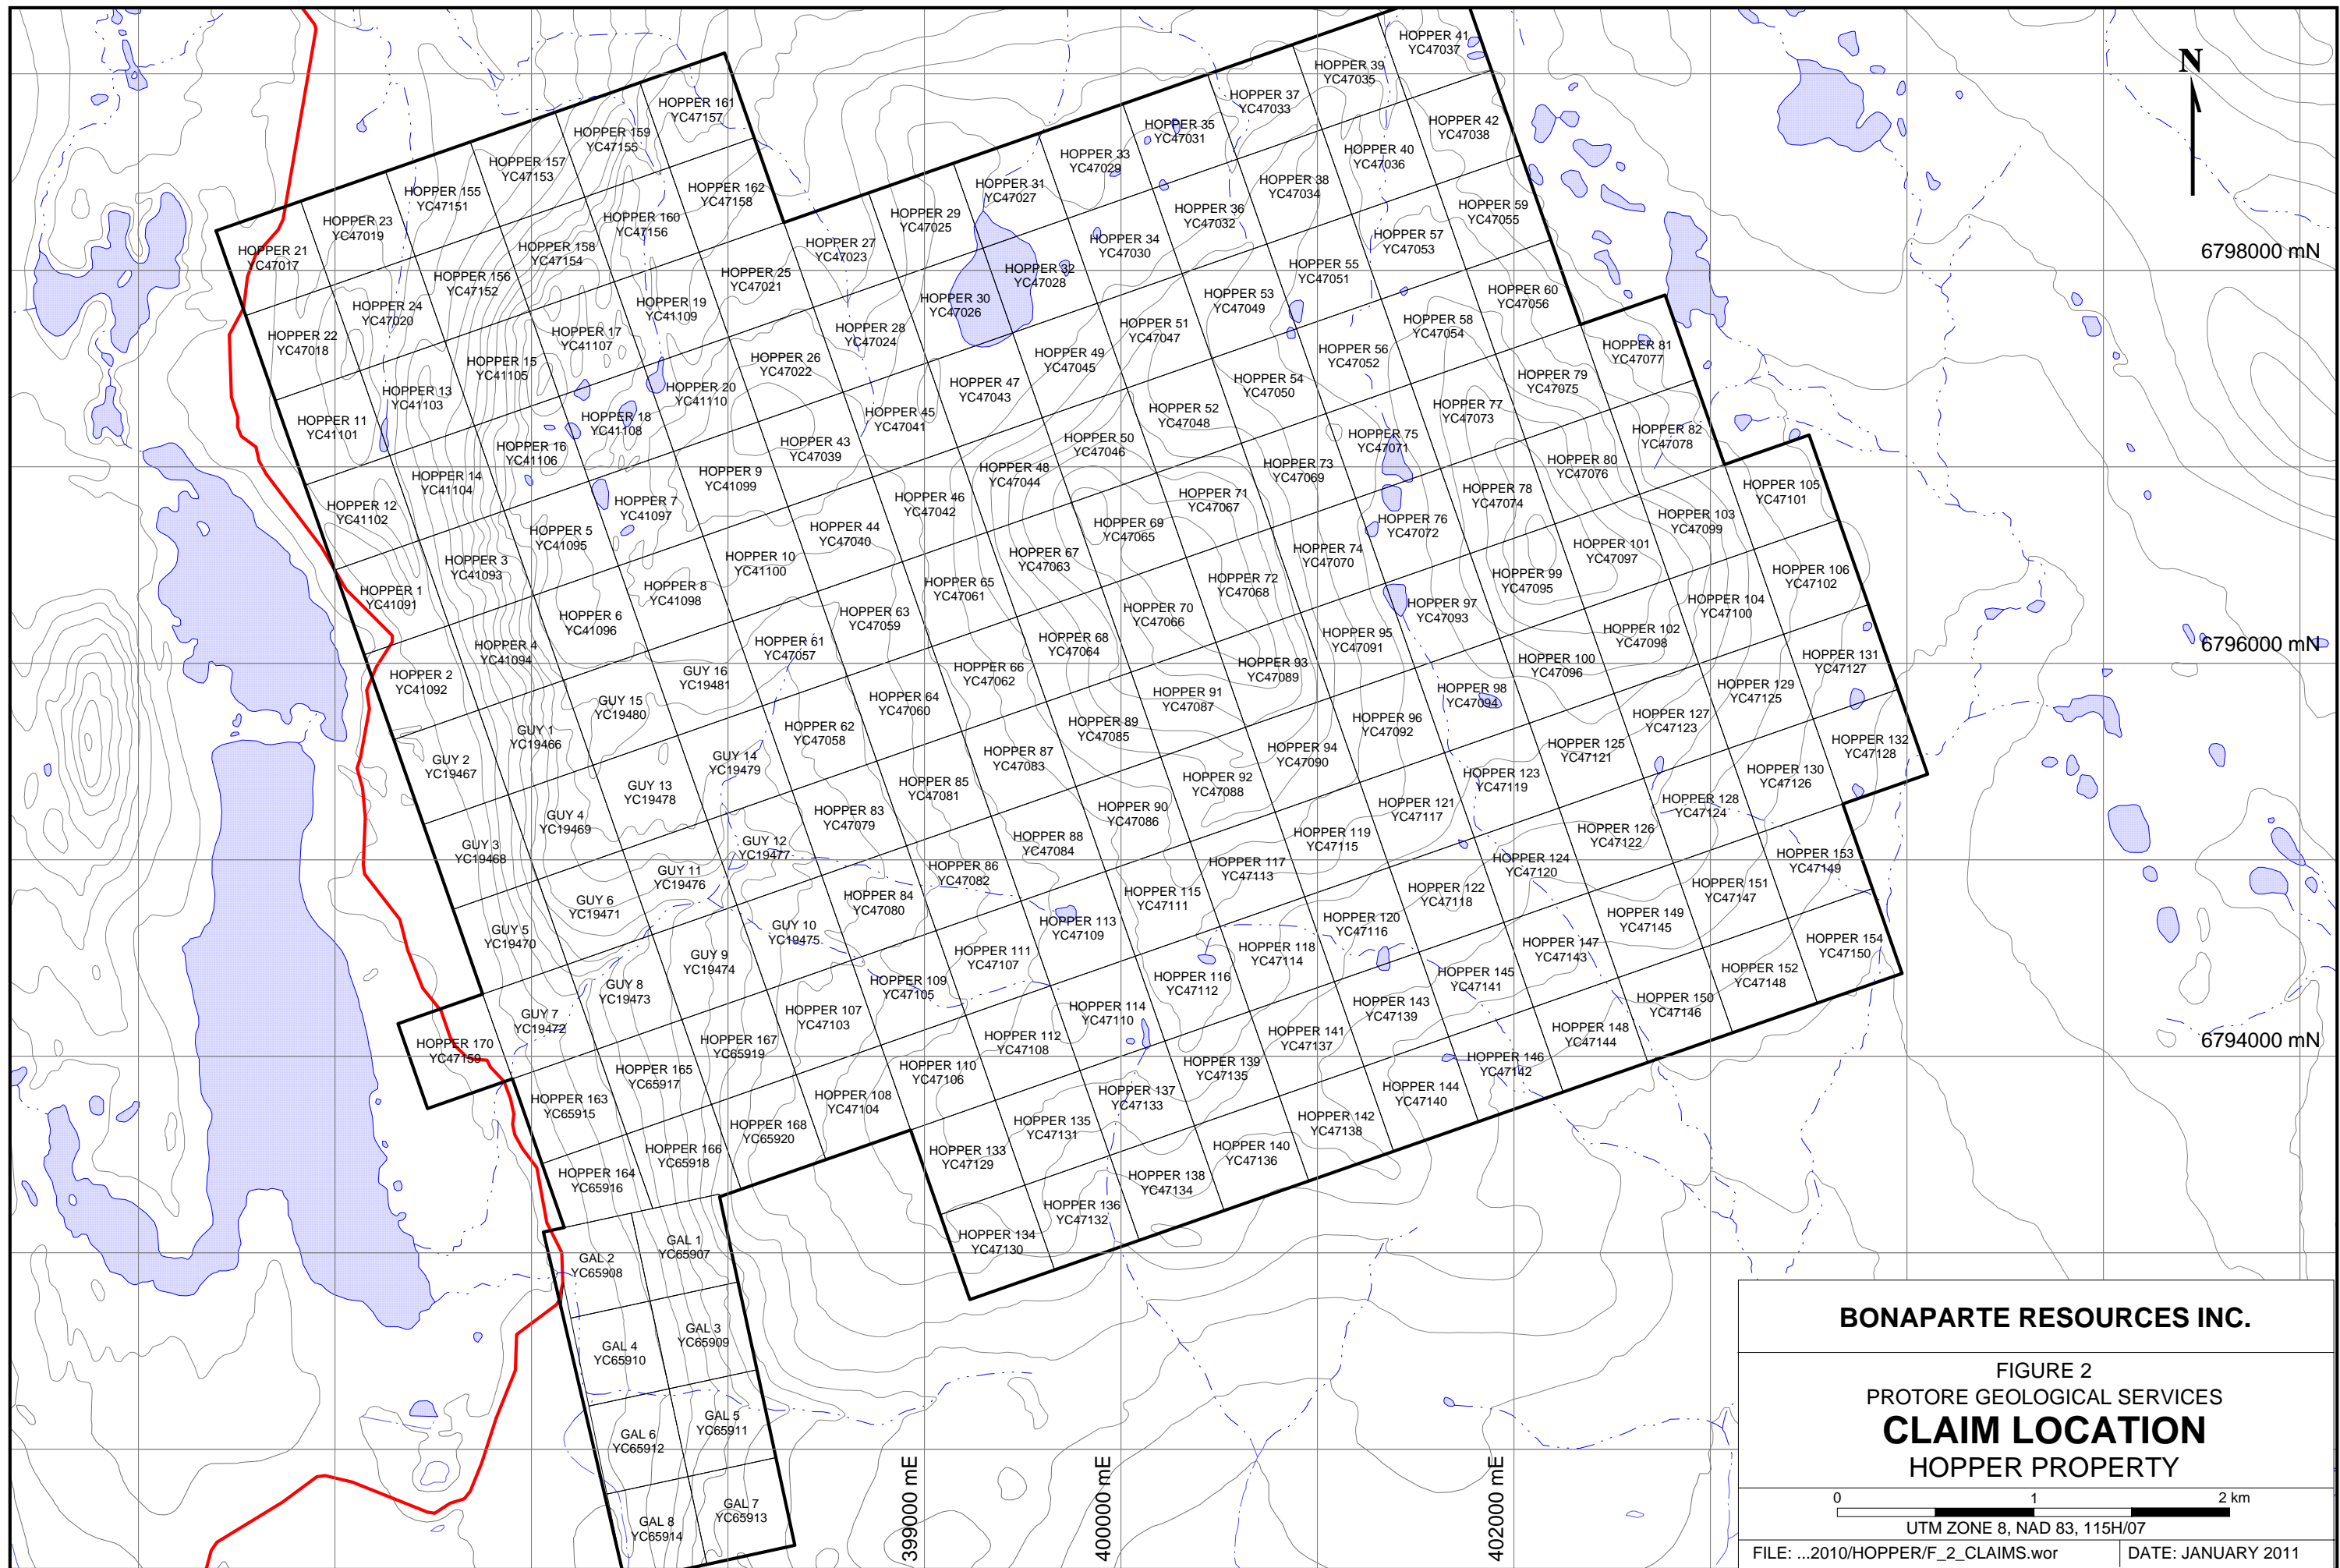 HOPPER 41
YC47037
HOPPER 39
YC47035
HOPPER 37
YC47033
HOPPER 35
YC47031
HOPPER 33
YC47029
HOPPER 31
YC47027
HOPPER 29
YC47025
HOPPER 27
YC47023
HOPPER 25
YC47021
HOPPER 161
YC47157
HOPPER 159
YC47155
HOPPER 157
YC47153
HOPPER 155
YC47151
HOPPER 23
YC47019
HOPPER 21
YC47017
HOPPER 42
YC47038
HOPPER 40
YC47036
HOPPER 38
YC47034
HOPPER 36
YC47032
HOPPER 34
YC47030
HOPPER 32
YC47028
HOPPER 30
YC47026
HOPPER 28
YC47024
HOPPER 26
YC47022
HOPPER 162
YC47158
HOPPER 160
YC47156
HOPPER 158
YC47154
HOPPER 156
YC47152
HOPPER 24
YC47020
HOPPER 22
YC47018
HOPPER 59
YC47055
HOPPER 57
YC47053
HOPPER 55
YC47051
HOPPER 53
YC47049
HOPPER 51
YC47047
HOPPER 49
YC47045
HOPPER 47
YC47043
HOPPER 45
YC47041
HOPPER 43
YC47039
HOPPER 19
YC41109
HOPPER 17
YC41107
HOPPER 15
YC41105
HOPPER 13
YC41103
HOPPER 11
YC41101
HOPPER 60
YC47056
HOPPER 58
YC47054
HOPPER 56
YC47052
HOPPER 54
YC47050
HOPPER 52
YC47048
HOPPER 50
YC47046
HOPPER 48
YC47044
HOPPER 46
YC47042
HOPPER 44
YC47040
HOPPER 20
YC41110
HOPPER 18
YC41108
HOPPER 16
YC41106
HOPPER 14
YC41104
HOPPER 12
YC41102
HOPPER 81
YC47077
HOPPER 79
YC47075
HOPPER 77
YC47073
HOPPER 75
YC47071
HOPPER 73
YC47069
HOPPER 71
YC47067
HOPPER 69
YC47065
HOPPER 67
YC47063
HOPPER 65
YC47061
HOPPER 63
YC47059
HOPPER 61
YC47057
HOPPER 9
YC41099
HOPPER 7
YC41097
HOPPER 5
YC41095
HOPPER 3
YC41093
HOPPER 1
YC41091
HOPPER 82
YC47078
HOPPER 80
YC47076
HOPPER 78
YC47074
HOPPER 76
YC47072
HOPPER 74
YC47070
HOPPER 72
YC47068
HOPPER 70
YC47066
HOPPER 68
YC47064
HOPPER 66
YC47062
HOPPER 64
YC47060
HOPPER 62
YC47058
HOPPER 10
YC41100
HOPPER 8
YC41098
HOPPER 6
YC41096
HOPPER 4
YC41094
HOPPER 2
YC41092
HOPPER 105
YC47101
HOPPER 103
YC47099
HOPPER 101
YC47097
HOPPER 99
YC47095
HOPPER 97
YC47093
HOPPER 95
YC47091
HOPPER 93
YC47089
HOPPER 91
YC47087
HOPPER 89
YC47085
HOPPER 87
YC47083
HOPPER 85
YC47081
HOPPER 83
YC47079
HOPPER 106
YC47102
HOPPER 104
YC47100
HOPPER 102
YC47098
HOPPER 100
YC47096
HOPPER 98
YC47094
HOPPER 96
YC47092
HOPPER 94
YC47090
HOPPER 92
YC47088
HOPPER 90
YC47086
HOPPER 88
YC47084
HOPPER 86
YC47082
HOPPER 84
YC47080
GUY 16
YC19481
GUY 15
YC19480
GUY 1
YC19466
GUY 2
YC19467
GUY 14
YC19479
GUY 13
YC19478
GUY 4
YC19469
GUY 3
YC19468
GUY 12
YC19477
GUY 11
YC19476
GUY 6
YC19471
GUY 5
YC19470
GUY 10
YC19475
GUY 9
YC19474
GUY 8
YC19473
GUY 7
YC19472
HOPPER 131
YC47127
HOPPER 129
YC47125
HOPPER 127
YC47123
HOPPER 125
YC47121
HOPPER 123
YC47119
HOPPER 121
YC47117
HOPPER 119
YC47115
HOPPER 117
YC47113
HOPPER 115
YC47111
HOPPER 113
YC47109
HOPPER 111
YC47107
HOPPER 109
YC47105
HOPPER 107
YC47103
HOPPER 167
YC65919
HOPPER 165
YC65917
HOPPER 163
YC65915
HOPPER 170
YC47159
HOPPER 132
YC47128
HOPPER 130
YC47126
HOPPER 128
YC47124
HOPPER 126
YC47122
HOPPER 124
YC47120
HOPPER 122
YC47118
HOPPER 120
YC47116
HOPPER 118
YC47114
HOPPER 116
YC47112
HOPPER 114
YC47110
HOPPER 112
YC47108
HOPPER 110
YC47106
HOPPER 108
YC47104
HOPPER 168
YC65920
HOPPER 166
YC65918
HOPPER 164
YC65916
HOPPER 153
YC47149
HOPPER 151
YC47147
HOPPER 149
YC47145
HOPPER 147
YC47143
HOPPER 145
YC47141
HOPPER 143
YC47139
HOPPER 141
YC47137
HOPPER 139
YC47135
HOPPER 137
YC47133
HOPPER 135
YC47131
HOPPER 133
YC47129
HOPPER 154
YC47150
HOPPER 152
YC47148
HOPPER 150
YC47146
HOPPER 148
YC47144
HOPPER 146
YC47142
HOPPER 144
YC47140
HOPPER 142
YC47138
HOPPER 140
YC47136
HOPPER 138
YC47134
HOPPER 136
YC47132
HOPPER 134
YC47130
GAL 1
YC65907
GAL 2
YC65908
GAL 3
YC65909
GAL 4
YC65910
GAL 5
YC65911
GAL 6
YC65912
GAL 7
YC65913
GAL 8
YC65914
N
6798000 mN
6796000 mN
6794000 mN
399000 mE
400000 mE
402000 mE
BONAPARTE RESOURCES INC.
FIGURE 2
PROTORE GEOLOGICAL SERVICES
CLAIM LOCATION
HOPPER PROPERTY
0 1 2 km
UTM ZONE 8, NAD 83, 115H/07
FILE: ...2010/HOPPER/F_2_CLAIMS.wor
DATE: JANUARY 2011